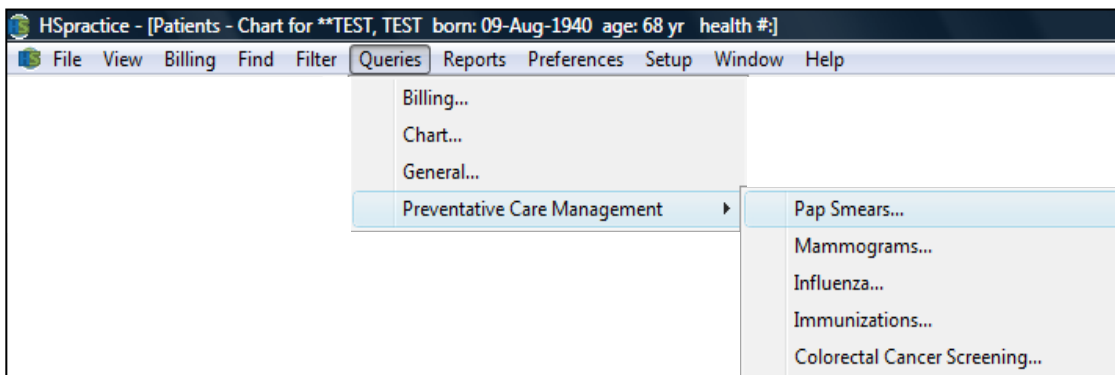 HSpractice - [Patients - Chart for **TEST, TEST born: 09-Aug-1940 age: 68 yr health #:]
File View Billing Find Filter Queries Reports Preferences Setup Window Help
Billing...
Chart...
General...
Preventative Care Management
Pap Smears...
Mammograms...
Influenza...
Immunizations...
Colorectal Cancer Screening...